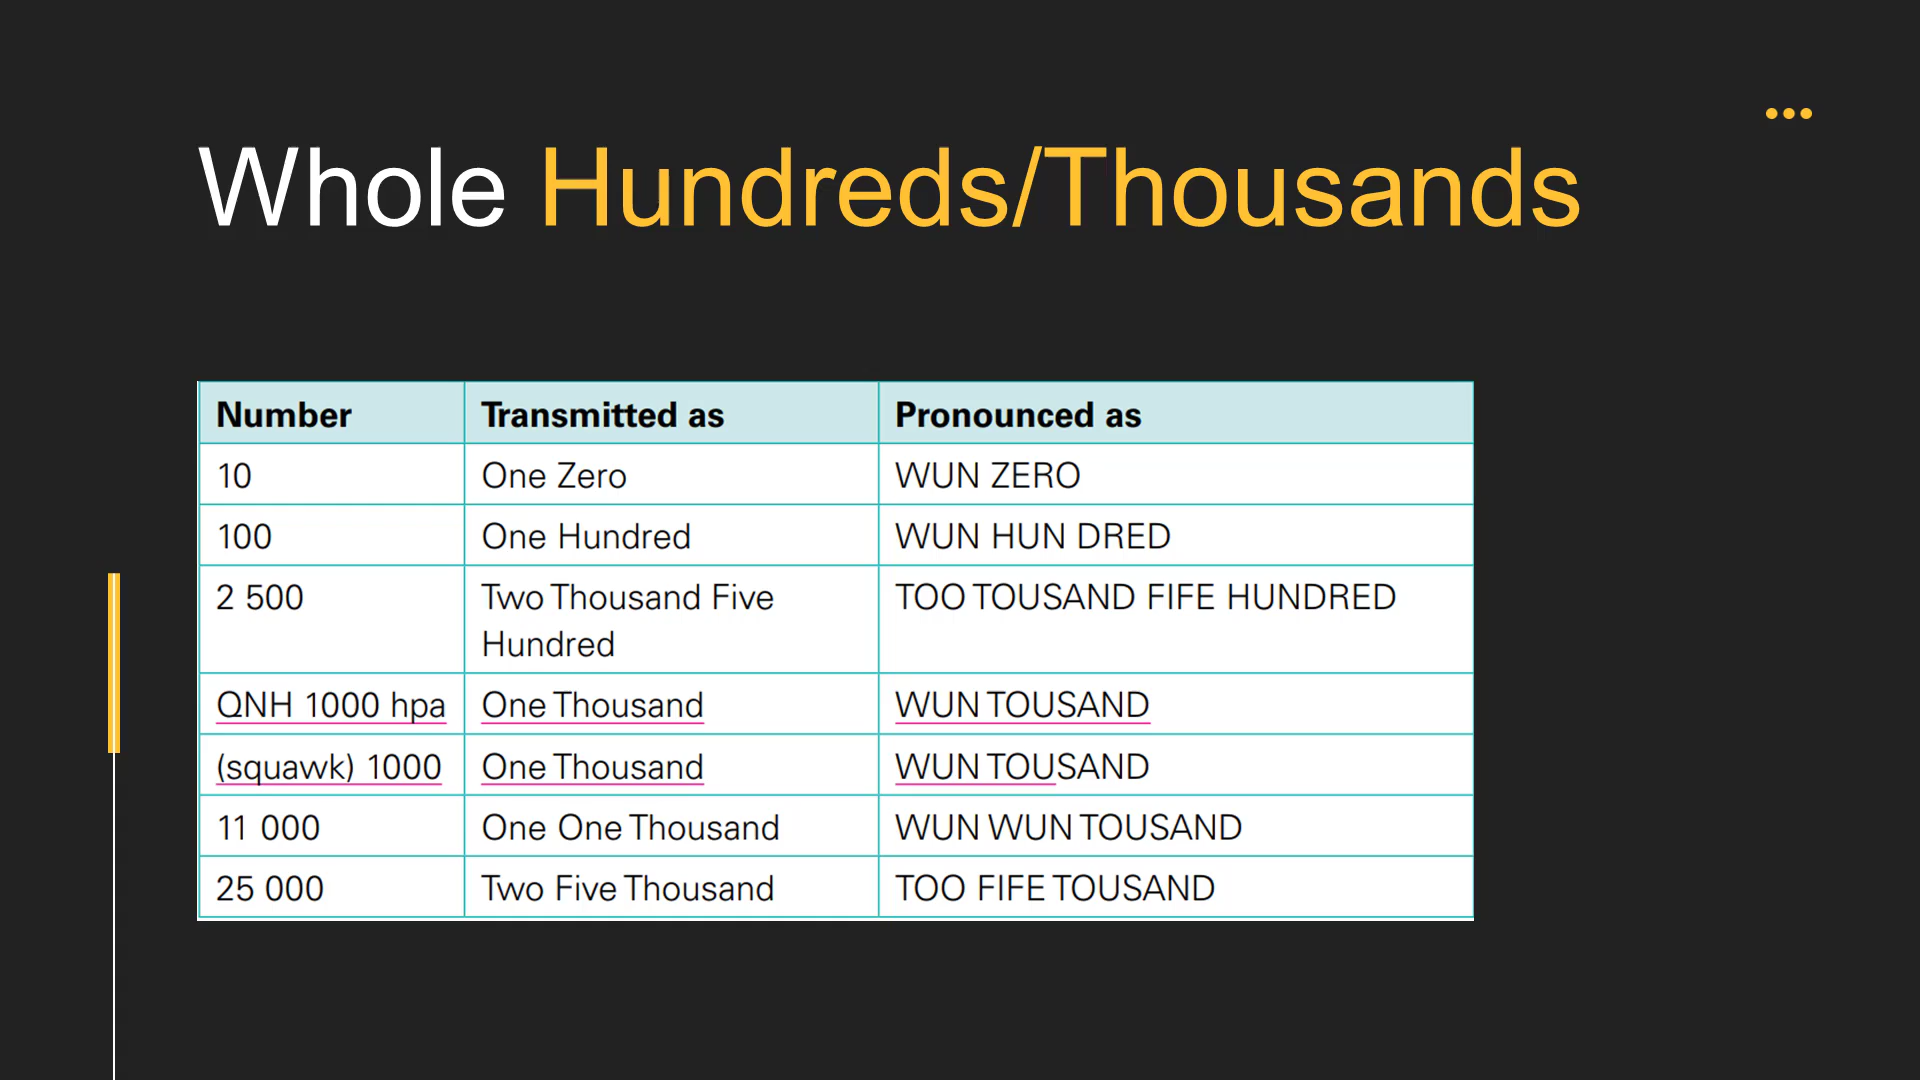 Whole Hundreds/Thousands
Number Transmitted as Pronounced as
10 One Zero WUN ZERO
100 One Hundred WUN HUN DRED
2 500 Two Thousand Five TOO TOUSAND FIFE HUNDRED
Hundred
QNH 1000 hpa One Thousand WUN TOUSAND
(squawk) 1000 One Thousand WUN TOUSAND
11 000 One One Thousand WUN WUN TOUSAND
25 000 Two Five Thousand TOO FIFE TOUSAND